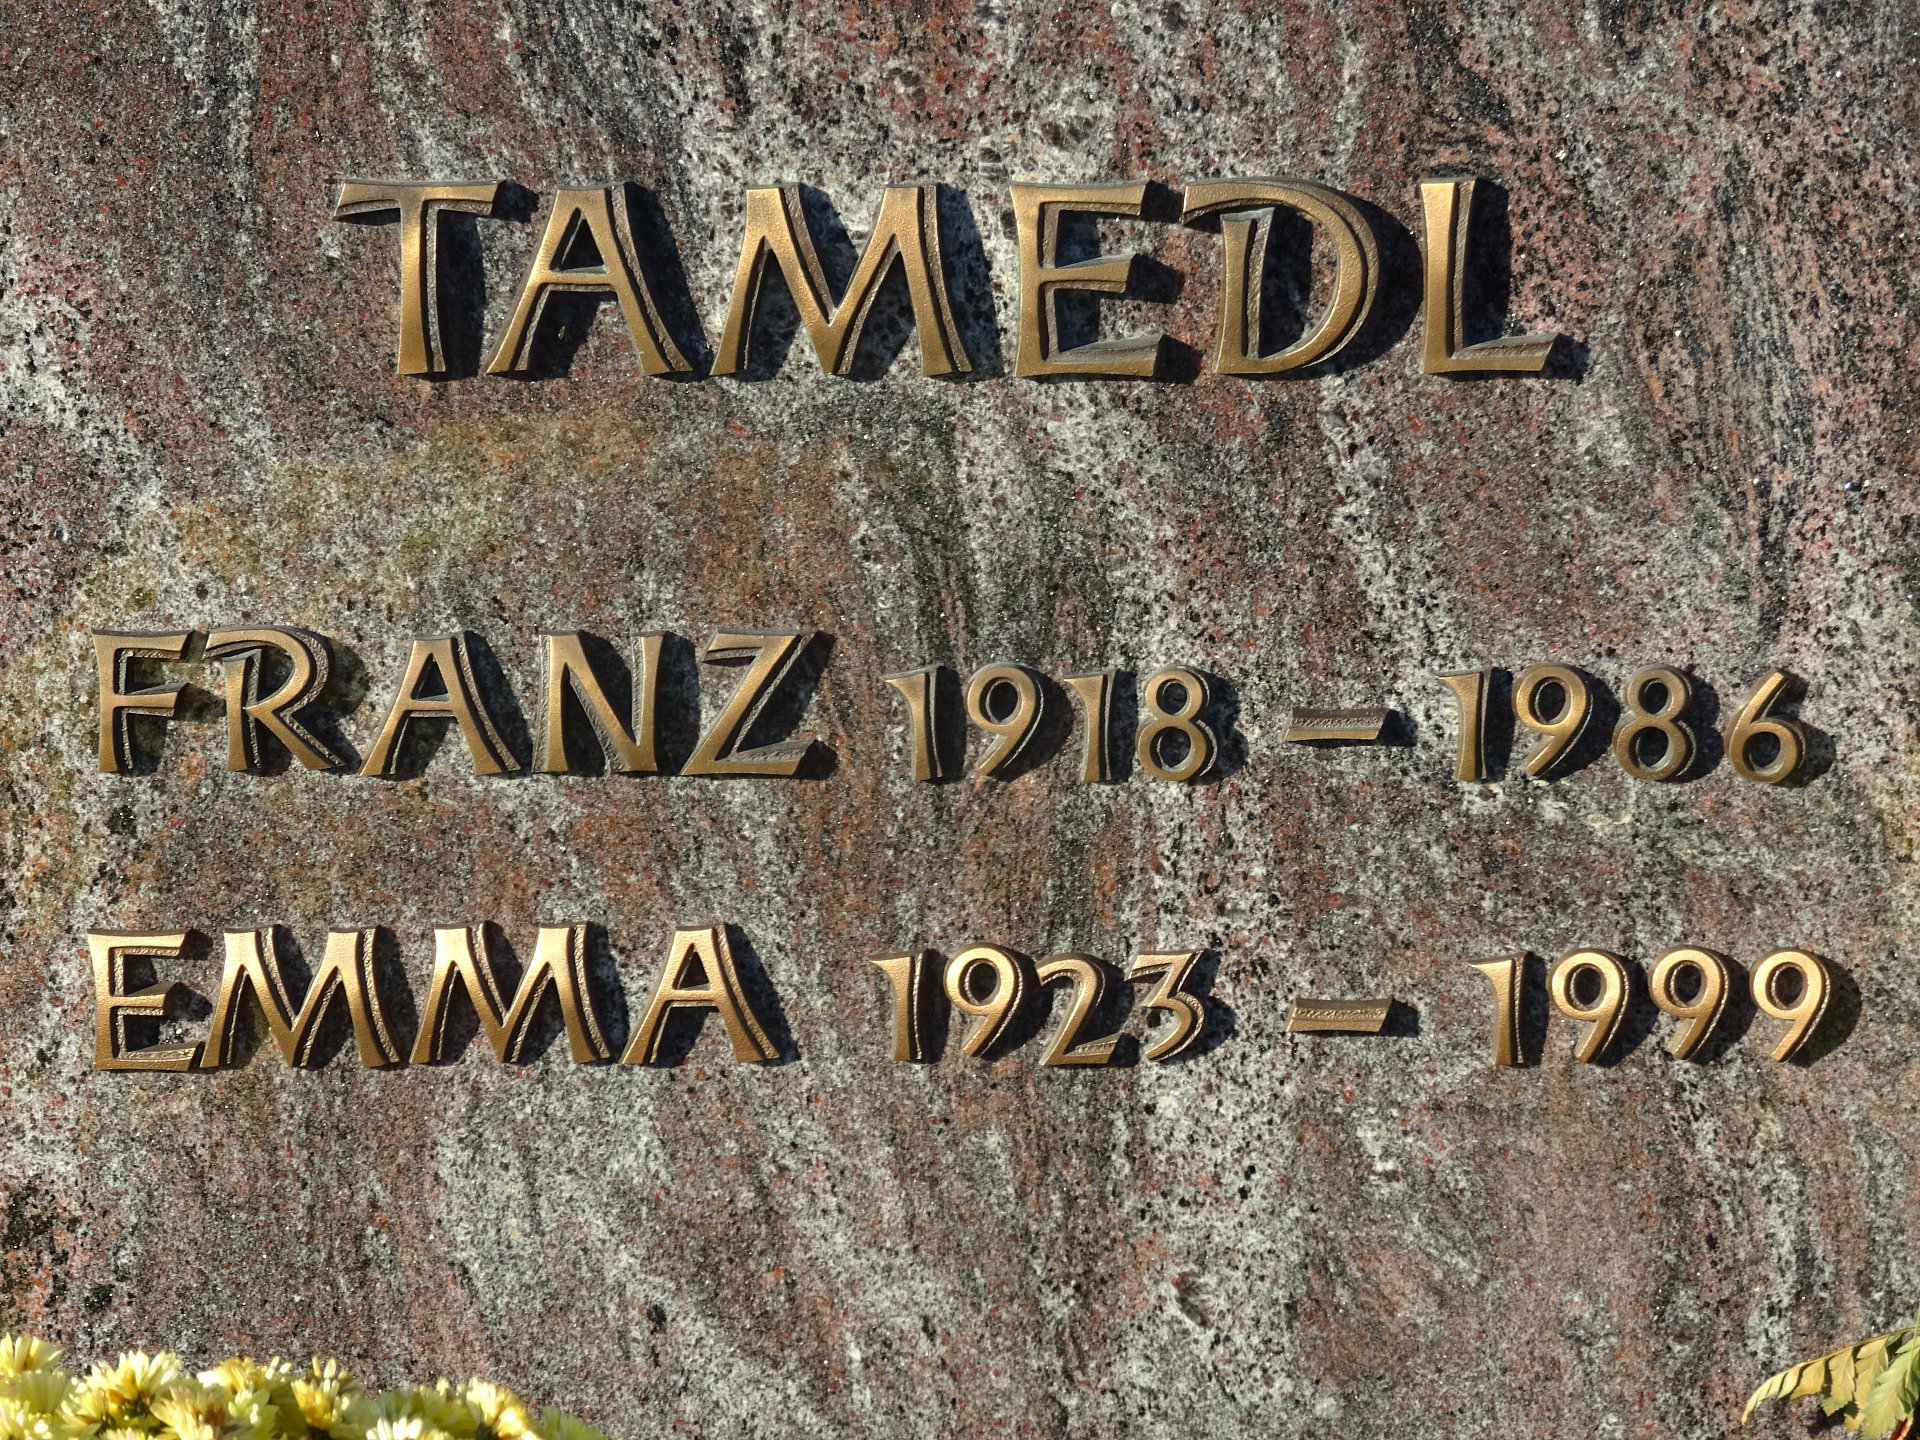 TAMEDL
FRANZ 1918 – 1986
EMMA 1923 – 1999